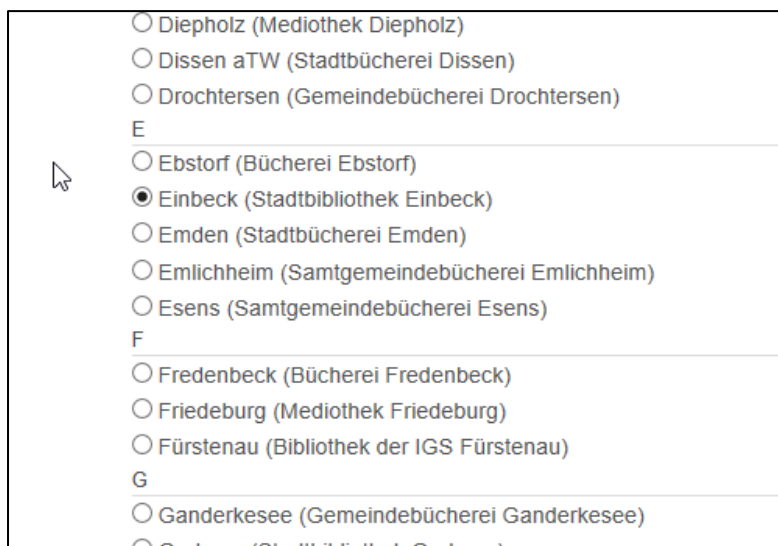 Diepholz (Mediothek Diepholz)
Dissen aTW (Stadtbücherei Dissen)
Drochtersen (Gemeindebücherei Drochtersen)
E
Ebstorf (Bücherei Ebstorf)
Einbeck (Stadtbibliothek Einbeck)
Emden (Stadtbücherei Emden)
Emlichheim (Samtgemeindebücherei Emlichheim)
Esens (Samtgemeindebücherei Esens)
F
Fredenbeck (Bücherei Fredenbeck)
Friedeburg (Mediothek Friedeburg)
Fürstenau (Bibliothek der IGS Fürstenau)
G
Ganderkesee (Gemeindebücherei Ganderkesee)